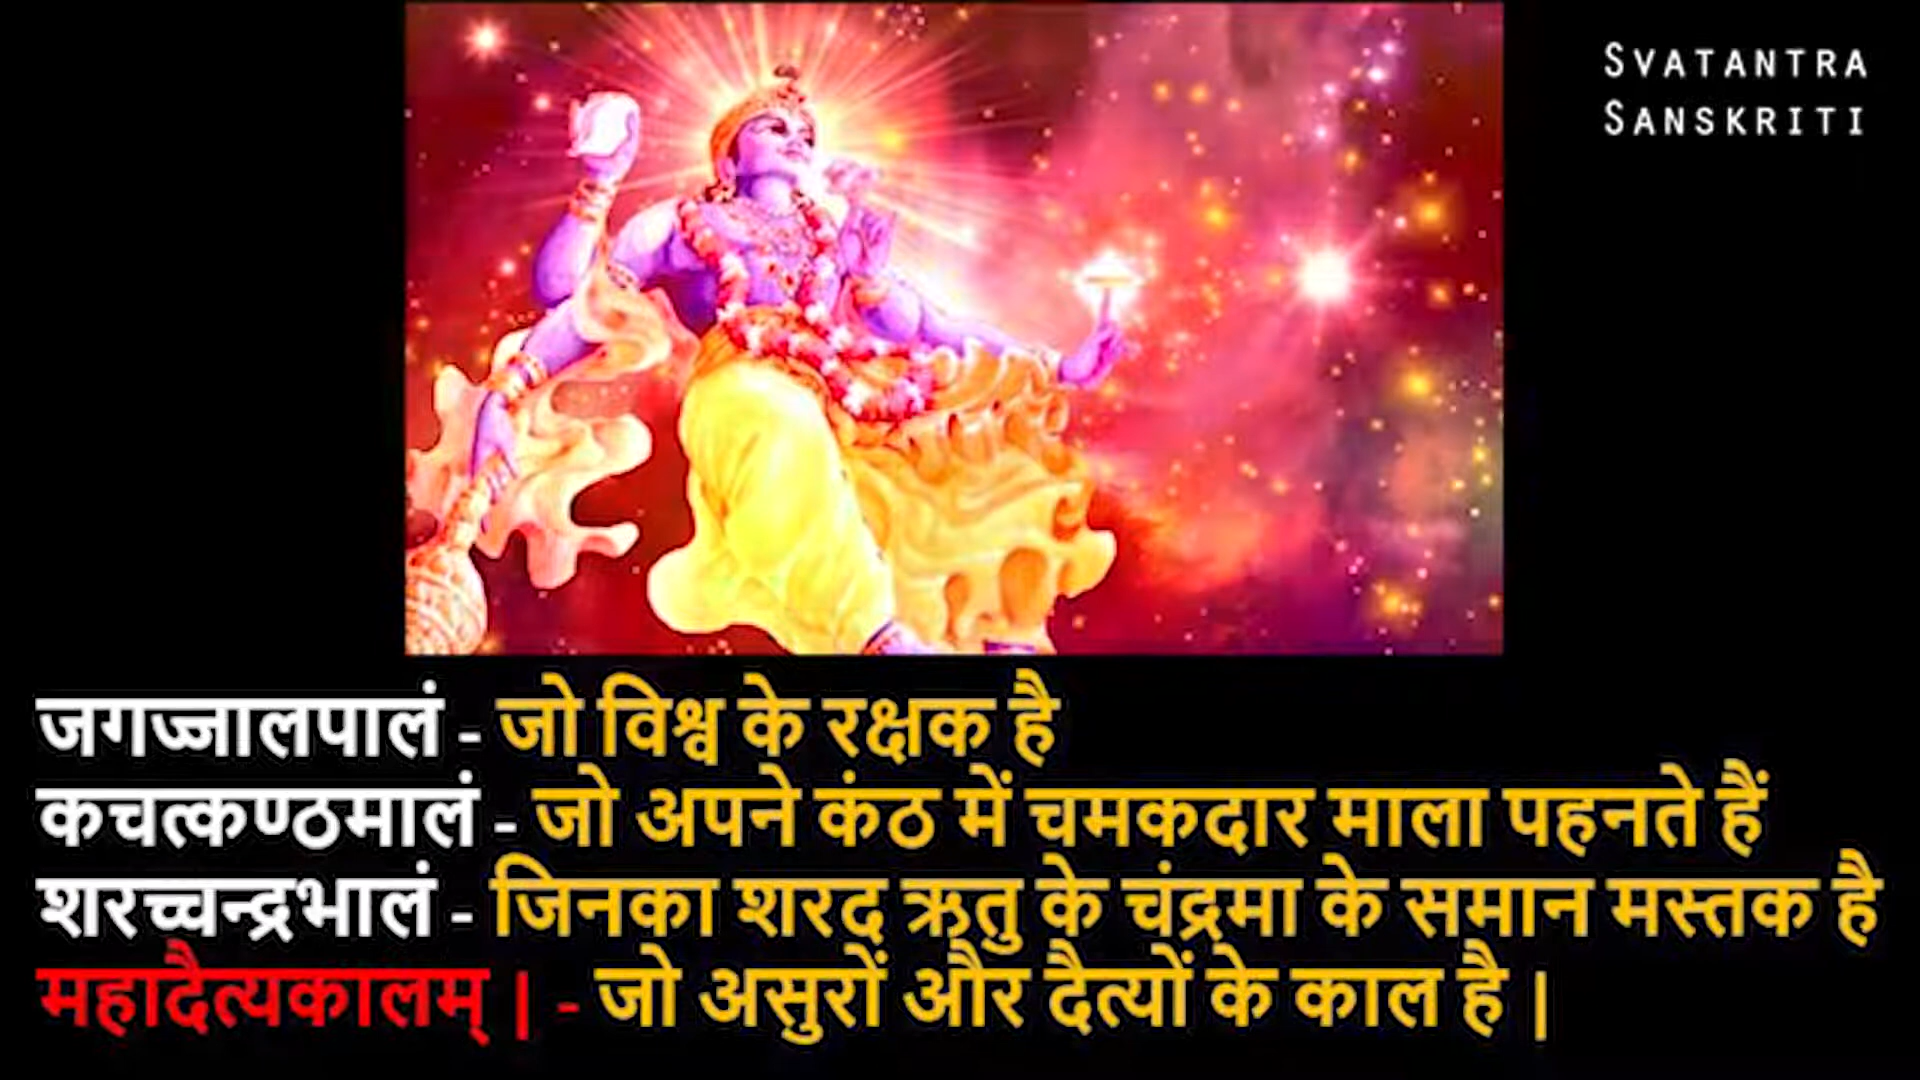 SVATANTRA
SANSKRITI
जगज्जालपालं - जो विश्व के रक्षक है
कचत्कण्ठमालं - जो अपने कंठ में चमकदार माला पहनते हैं
शरच्चन्द्रभालं - जिनका शरद ऋतु के चंद्रमा के समान मस्तक है
महादैत्यकालम् | - जो असुरों और दैत्यों के काल है |